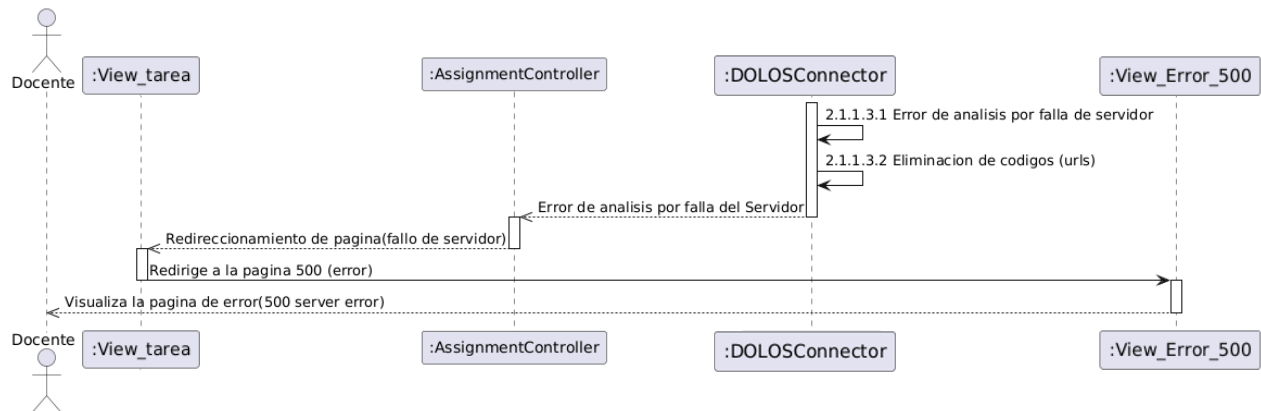 Docente
:View_tarea
:AssignmentController
:DOLOSConnector
:View_Error_500
2.1.1.3.1 Error de analisis por falla de servidor
2.1.1.3.2 Eliminacion de codigos (urls)
Error de analisis por falla del Servidor
Redireccionamiento de pagina(fallo de servidor)
Redirige a la pagina 500 (error)
Visualiza la pagina de error(500 server error)
Docente
:View_tarea
:AssignmentController
:DOLOSConnector
:View_Error_500